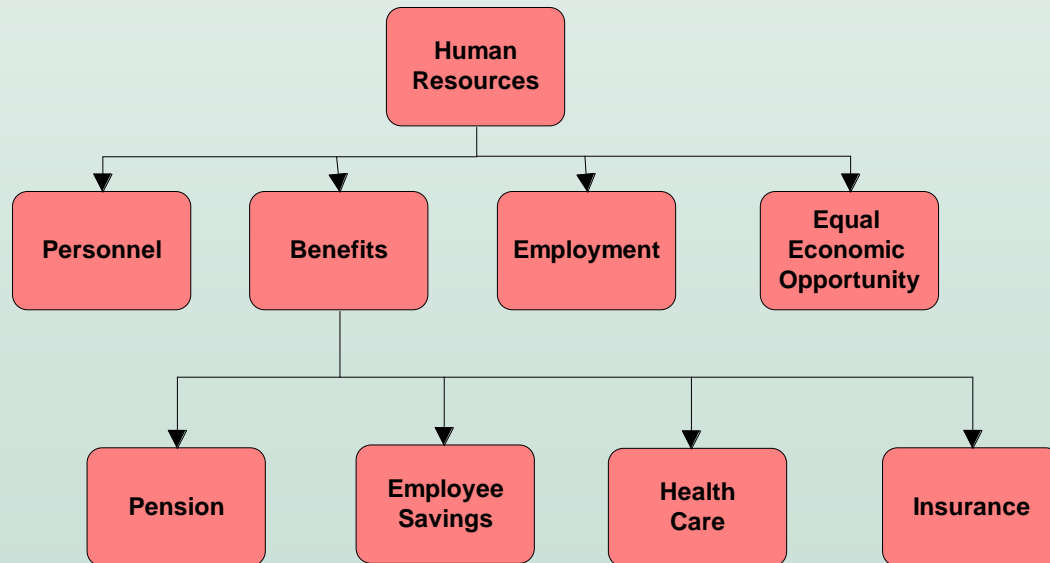 Human
Resources
Personnel
Benefits
Employment
Equal
Economic
Opportunity
Pension
Employee
Savings
Health
Care
Insurance